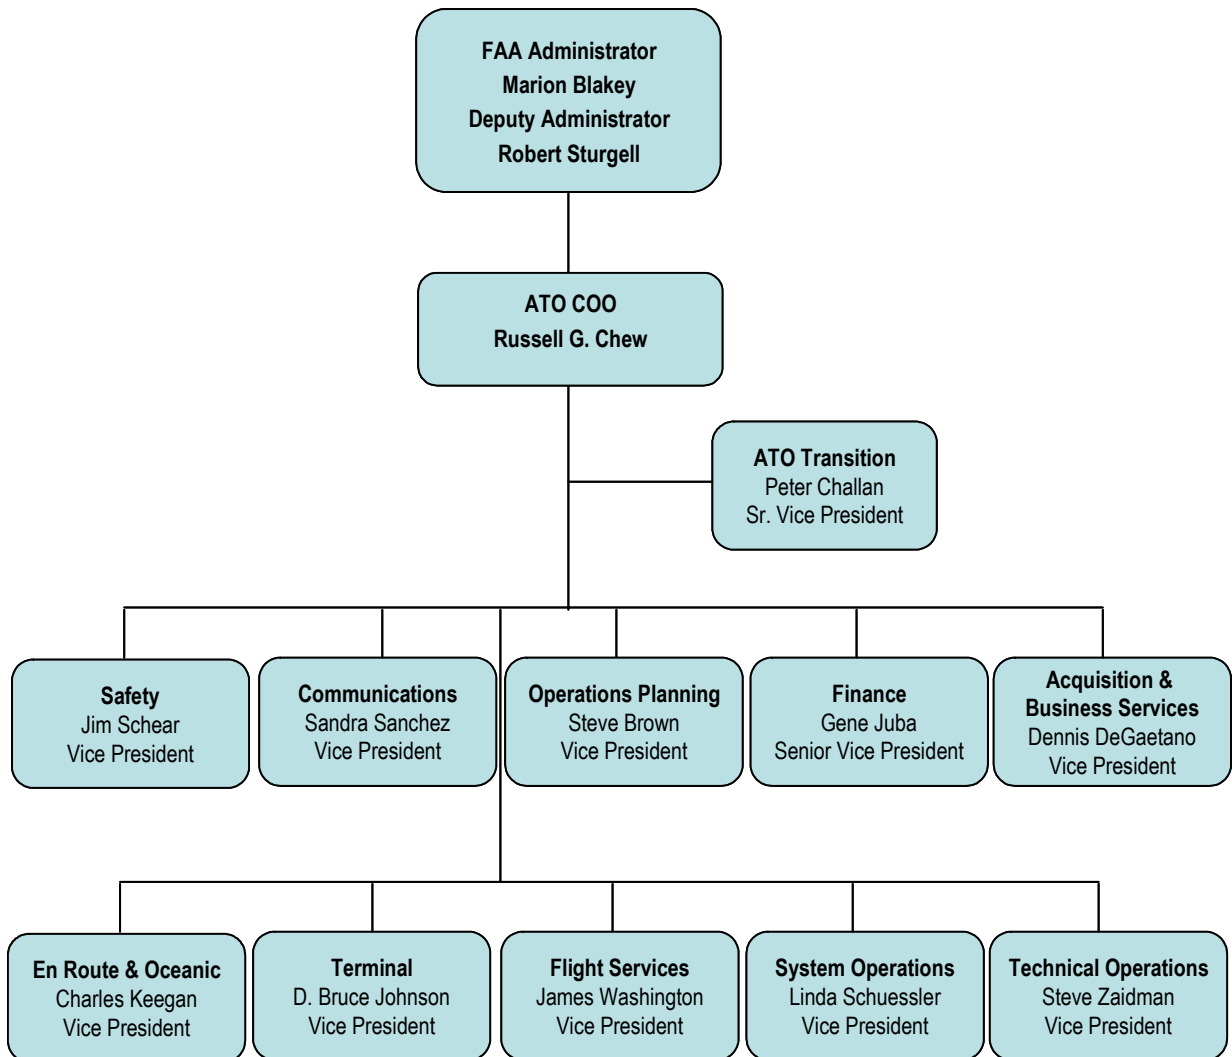 FAA Administrator
Marion Blakey
Deputy Administrator
Robert Sturgell
ATO COO
Russell G. Chew
ATO Transition
Peter Challan
Sr. Vice President
Safety
Jim Schear
Vice President
Communications
Sandra Sanchez
Vice President
Operations Planning
Steve Brown
Vice President
Finance
Gene Juba
Senior Vice President
Acquisition &
Business Services
Dennis DeGaetano
Vice President
En Route & Oceanic
Charles Keegan
Vice President
Terminal
D. Bruce Johnson
Vice President
Flight Services
James Washington
Vice President
System Operations
Linda Schuessler
Vice President
Technical Operations
Steve Zaidman
Vice President